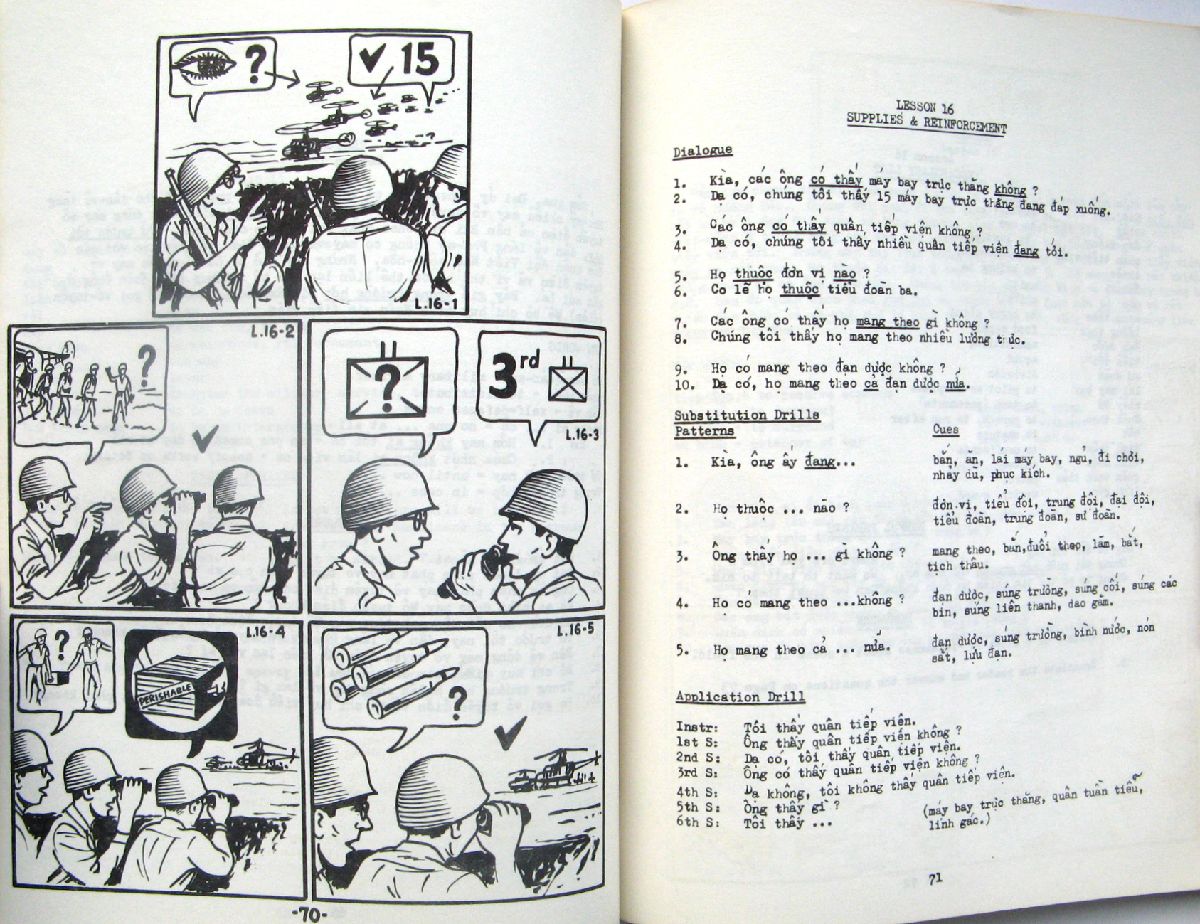 ?
✓ 15
L.16-1
L.16-2
?
✓
?
3rd
L.16-3
L.16-4
?
PERISHABLE
L.16-5
?
✓
-70-
LESSON 16
SUPPLIES & REINFORCEMENT
Dialogue
1. Kìa, các ông có thấy máy bay trực thăng không ?
2. Dạ có, chúng tôi thấy 15 máy bay trực thăng đang đáp xuống.
3. Các ông có thấy quân tiếp viện không ?
4. Dạ có, chúng tôi thấy nhiều quân tiếp viện đang tới.
5. Họ thuộc đơn vị nào ?
6. Có lẽ họ thuộc tiểu đoàn ba.
7. Các ông có thấy họ mang theo gì không ?
8. Chúng tôi thấy họ mang theo nhiều lương thực.
9. Họ có mang theo đạn dược không ?
10. Dạ có, họ mang theo cả đạn dược nữa.
Substitution Drills
Patterns Cues
1. Kìa, ông ấy đang... bắn, ăn, lái máy bay, ngủ, đi chơi,
nhảy dù, phục kích.
2. Họ thuộc ... nào ? đơn vị, tiểu đội, trung đội, đại đội,
tiểu đoàn, trung đoàn, sư đoàn.
3. Ông thấy họ ... gì không ? mang theo, bắn, đuổi theo, làm, bắt,
tịch thâu.
4. Họ có mang theo ...không ? đạn dược, súng trường, súng cối, súng các
bin, súng liên thanh, dao găm.
5. Họ mang theo cả ... nữa. đạn dược, súng trường, bình nước, nón
sắt, lựu đạn.
Application Drill
Instr: Tôi thấy quân tiếp viện.
1st S: Ông thấy quân tiếp viện không ?
2nd S: Dạ có, tôi thấy quân tiếp viện.
3rd S: Ông có thấy quân tiếp viện không ?
4th S: Dạ không, tôi không thấy quân tiếp viện.
5th S: Ông thấy gì ? (máy bay trực thăng, quân tuần tiễu,
6th S: Tôi thấy ... lính gác.)
71